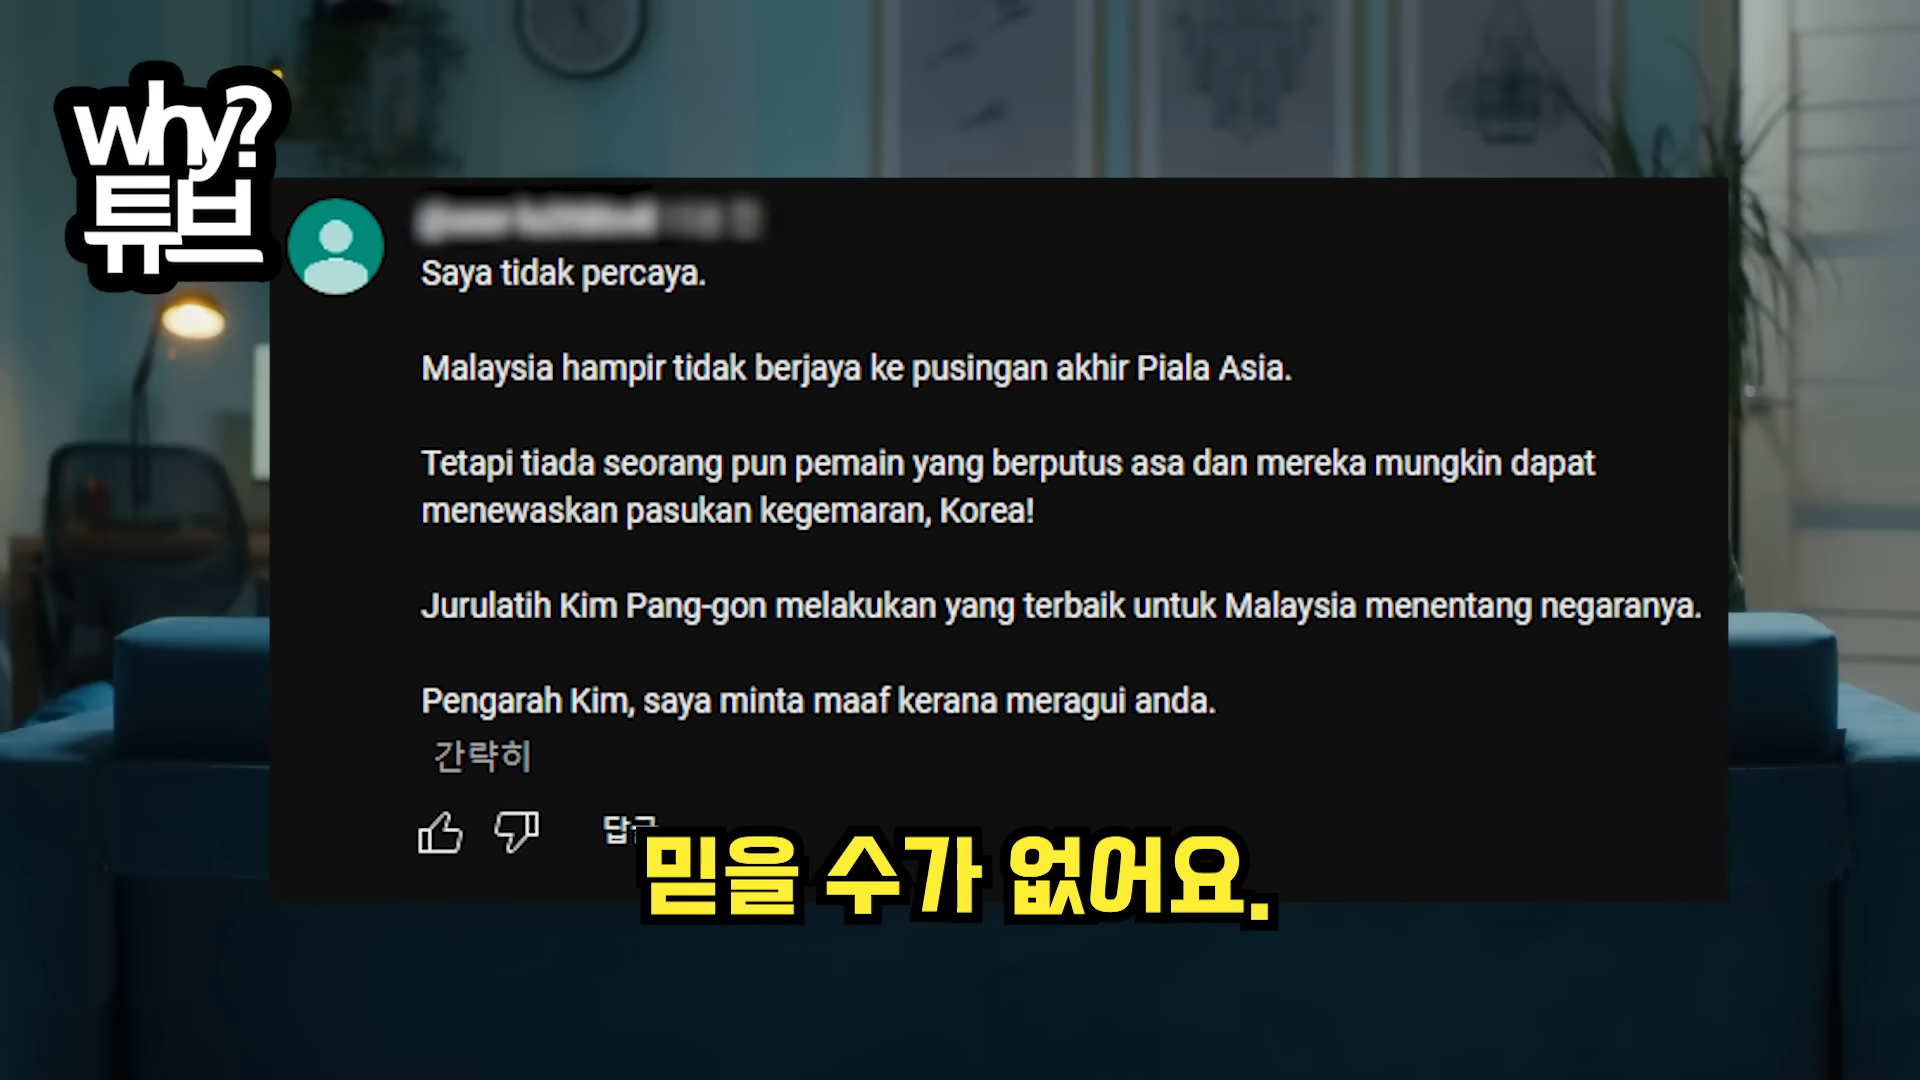 why?
튜브
Saya tidak percaya.
Malaysia hampir tidak berjaya ke pusingan akhir Piala Asia.
Tetapi tiada seorang pun pemain yang berputus asa dan mereka mungkin dapat
menewaskan pasukan kegemaran, Korea!
Jurulatih Kim Pang-gon melakukan yang terbaik untuk Malaysia menentang negaranya.
Pengarah Kim, saya minta maaf kerana meragui anda.
간략히
답글
믿을 수가 없어요.